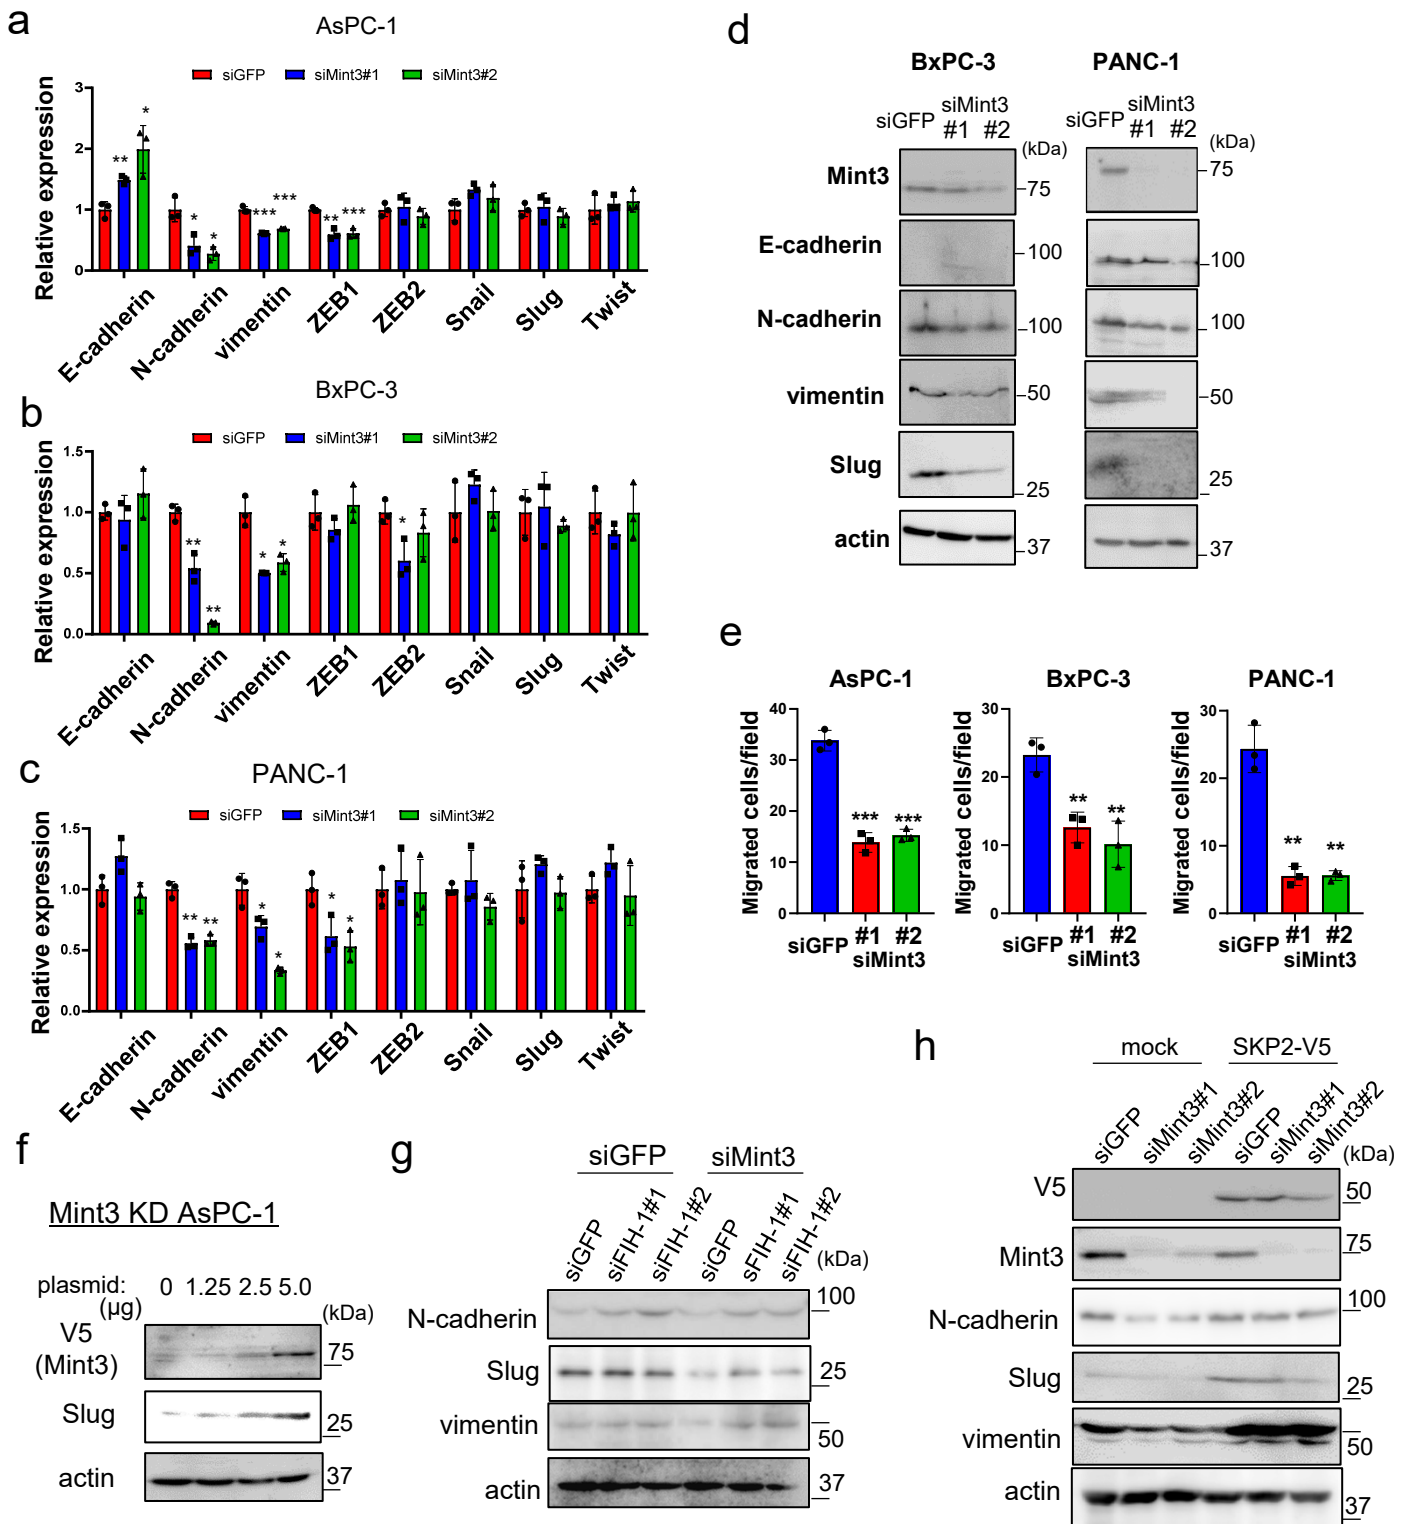 a
AsPC-1
siGFP siMint3#1 siMint3#2
Relative expression
3
2
1
0
** * * * *** *** ** ***
E-cadherin N-cadherin vimentin ZEB1 ZEB2 Snail Slug Twist
b
BxPC-3
siGFP siMint3#1 siMint3#2
Relative expression
1.5
1.0
0.5
0.0
** ** * * *
E-cadherin N-cadherin vimentin ZEB1 ZEB2 Snail Slug Twist
c
PANC-1
siGFP siMint3#1 siMint3#2
Relative expression
1.5
1.0
0.5
0.0
** ** * * * *
E-cadherin N-cadherin vimentin ZEB1 ZEB2 Snail Slug Twist
d
BxPC-3 PANC-1
siGFP siMint3 #1 #2 (kDa)
siGFP siMint3 #1 #2 (kDa)
Mint3 75 75
E-cadherin 100 100
N-cadherin 100 100
vimentin 50 50
Slug 25 25
actin 37 37
e
AsPC-1
Migrated cells/field
40
30
20
10
0
*** ***
siGFP #1 #2
siMint3
BxPC-3
Migrated cells/field
30
20
10
0
** **
siGFP #1 #2
siMint3
PANC-1
Migrated cells/field
30
20
10
0
** **
siGFP #1 #2
siMint3
f
Mint3 KD AsPC-1
plasmid: 0 1.25 2.5 5.0
(μg) (kDa)
V5
(Mint3) 75
Slug 25
actin 37
g
siGFP siMint3
siGFP siFIH-1#1 siFIH-1#2 siGFP sFIH-1#1 siFIH-1#2 (kDa)
N-cadherin 100
Slug 25
vimentin 50
actin 37
h
mock SKP2-V5
siGFP siMint3#1 siMint3#2 siGFP siMint3#1 siMint3#2 (kDa)
V5 50
Mint3 75
N-cadherin 100
Slug 25
vimentin 50
actin 37